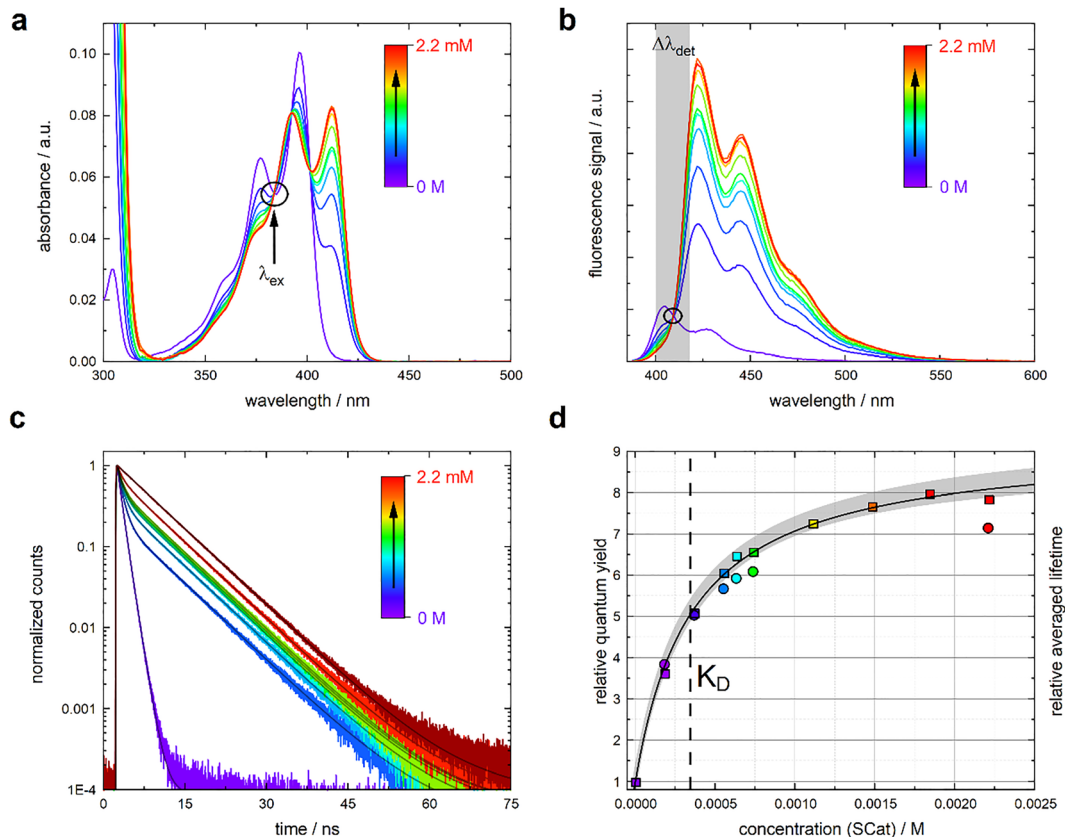 a
0.10
0.08
0.06
0.04
0.02
0.00
absorbance / a.u.
2.2 mM
0 M
λex
300
350
400
450
500
wavelength / nm
b
Δλdet
fluorescence signal / a.u.
2.2 mM
0 M
400
450
500
550
600
wavelength / nm
c
1
0.1
0.01
0.001
1E-4
normalized counts
2.2 mM
0 M
0
15
30
45
60
75
time / ns
d
9
8
7
6
5
4
3
2
1
relative quantum yield
KD
relative averaged lifetime
0.0000
0.0005
0.0010
0.0015
0.0020
0.0025
concentration (SCat) / M